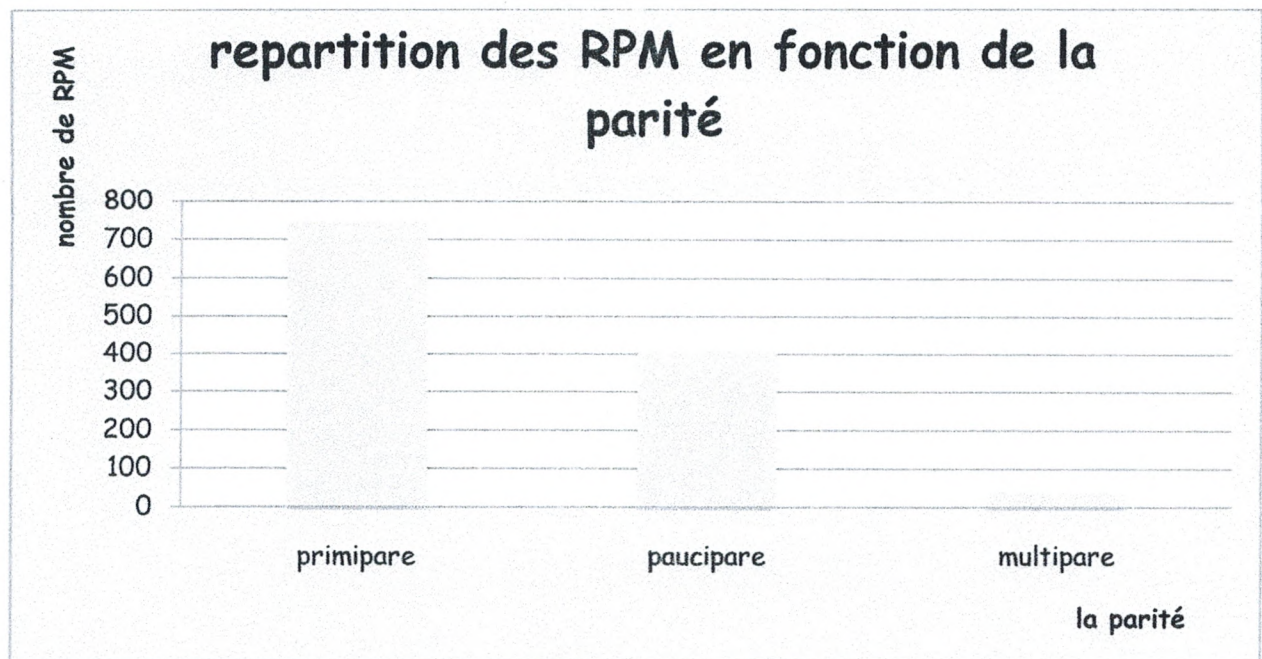 repartition des RPM en fonction de la
parité
nombre de RPM
800
700
600
500
400
300
200
100
0
primipare paucipare multipare
la parité